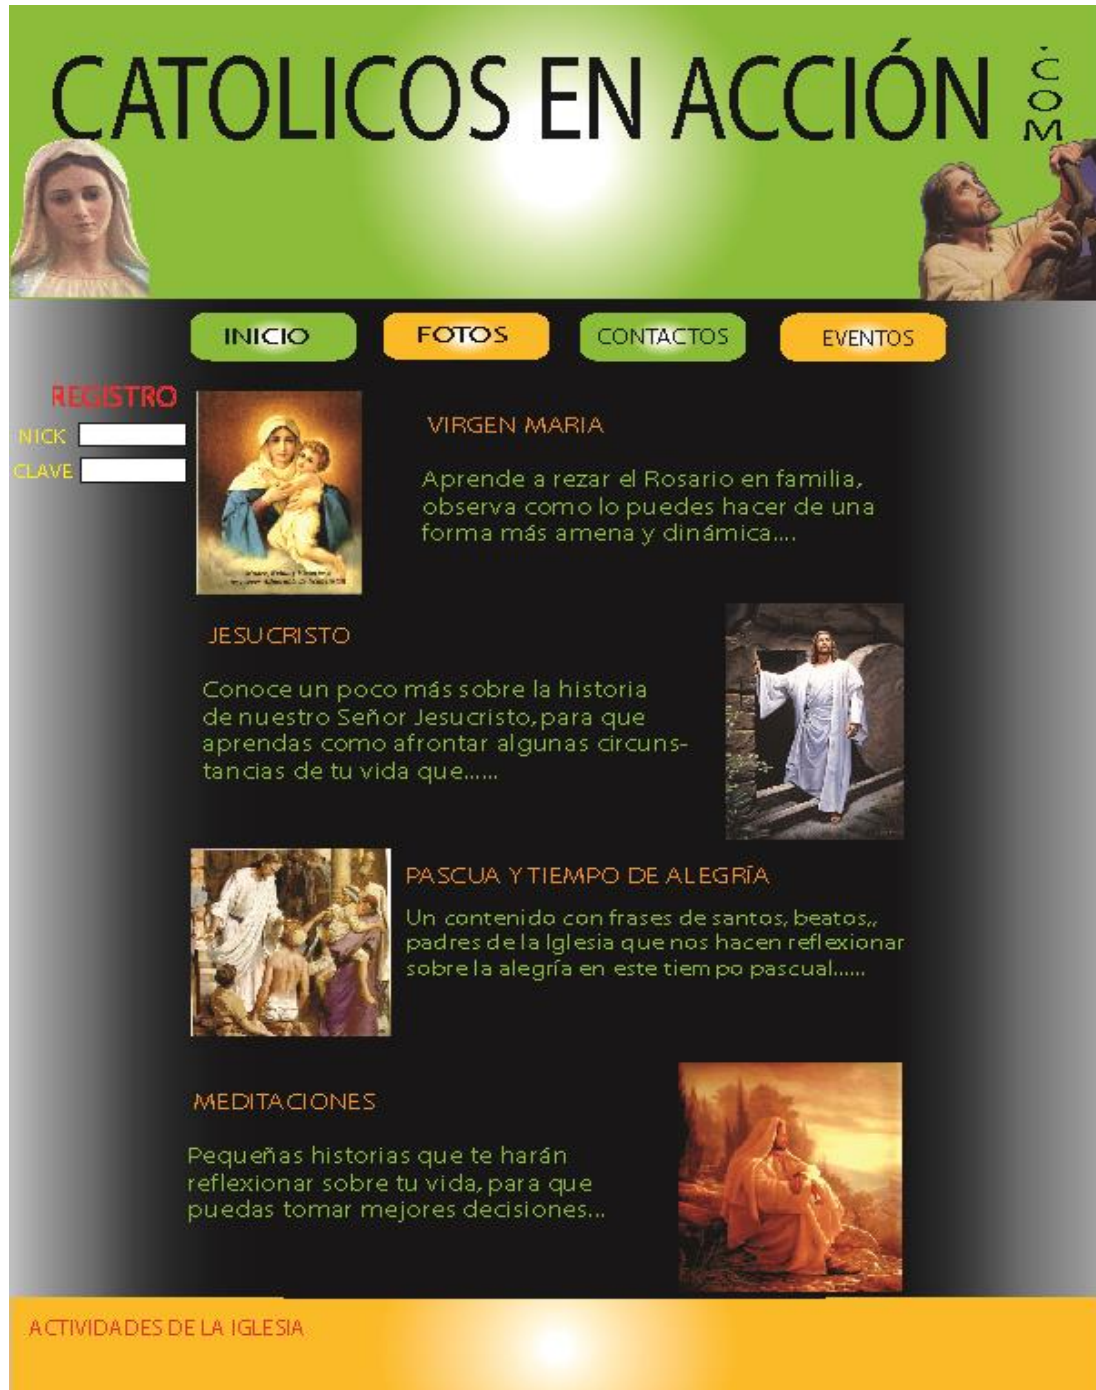 CATOLICOS EN ACCIÓN .COM
INICIO
FOTOS
CONTACTOS
EVENTOS
REGISTRO
NICK
CLAVE
VIRGEN MARIA
Aprende a rezar el Rosario en familia,
observa como lo puedes hacer de una
forma más amena y dinámica....
JESUCRISTO
Conoce un poco más sobre la historia
de nuestro Señor Jesucristo, para que
aprendas como afrontar algunas circuns-
tancias de tu vida que......
PASCUA Y TIEMPO DE ALEGRÍA
Un contenido con frases de santos, beatos,,
padres de la Iglesia que nos hacen reflexionar
sobre la alegría en este tiempo pascual......
MEDITACIONES
Pequeñas historias que te harán
reflexionar sobre tu vida, para que
puedas tomar mejores decisiones...
ACTIVIDADES DE LA IGLESIA